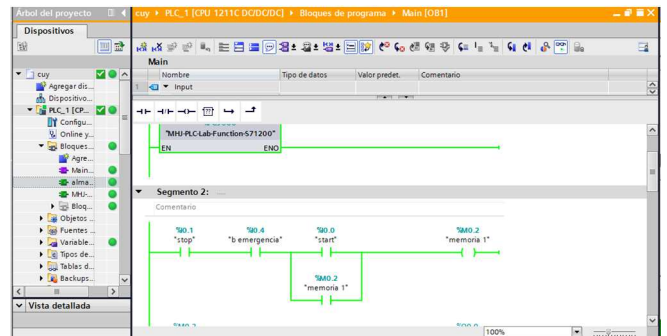 Árbol del proyecto
cuy ▸ PLC_1 [CPU 1211C DC/DC/DC] ▸ Bloques de programa ▸ Main [OB1]
Dispositivos
Main
Nombre Tipo de datos Valor predet. Comentario
1 Input
cuy
Agregar dis...
Dispositivo...
PLC_1 [CP...
Configu...
Online y...
Bloques...
Agre...
Main...
alma...
MHJ-...
Bloq...
Objetos ...
Fuentes ...
Variable...
Tipos de...
Tablas d...
Backups...
Vista detallada
"MHJ-PLC-Lab-Function-S71200"
EN ENO
Segmento 2: .....
Comentario
%I0.1 %I0.4 %I0.0 %M0.2
"stop" "b emergencia" "start" "memoria 1"
%M0.2
"memoria 1"
100%